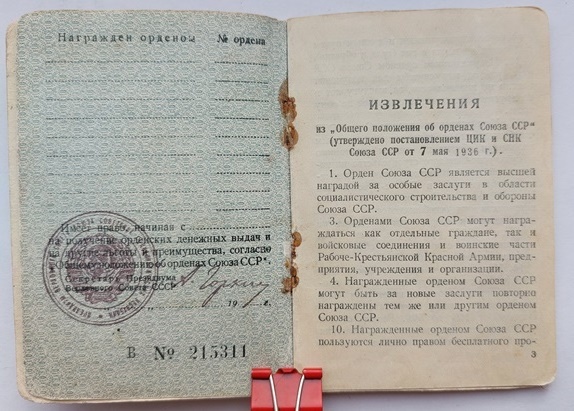 Награжден орденом № ордена
Имеет право, начиная с
на получение орденских денежных выдач и
другие льготы и преимущества, согласно
„Общему положению об орденах Союза ССР“.
Секретарь Президиума
Верховного Совета СССР
Горкин
19 г.
В № 215311
ИЗВЛЕЧЕНИЯ
из „Общего положения об орденах Союза ССР“
(утверждено постановлением ЦИК и СНК
Союза ССР от 7 мая 1936 г.).
1. Орден Союза ССР является высшей
наградой за особые заслуги в области
социалистического строительства и обороны
Союза ССР.
3. Орденами Союза ССР могут награ-
ждаться как отдельные граждане, так и
войсковые соединения и воинские части
Рабоче-Крестьянской Красной Армии, пред-
приятия, учреждения и организации.
4. Награжденные орденом Союза ССР
могут быть за новые заслуги повторно
награждены тем же или другим орденом
Союза ССР.
10. Награжденные орденом Союза ССР
пользуются лично правом бесплатного про-
3